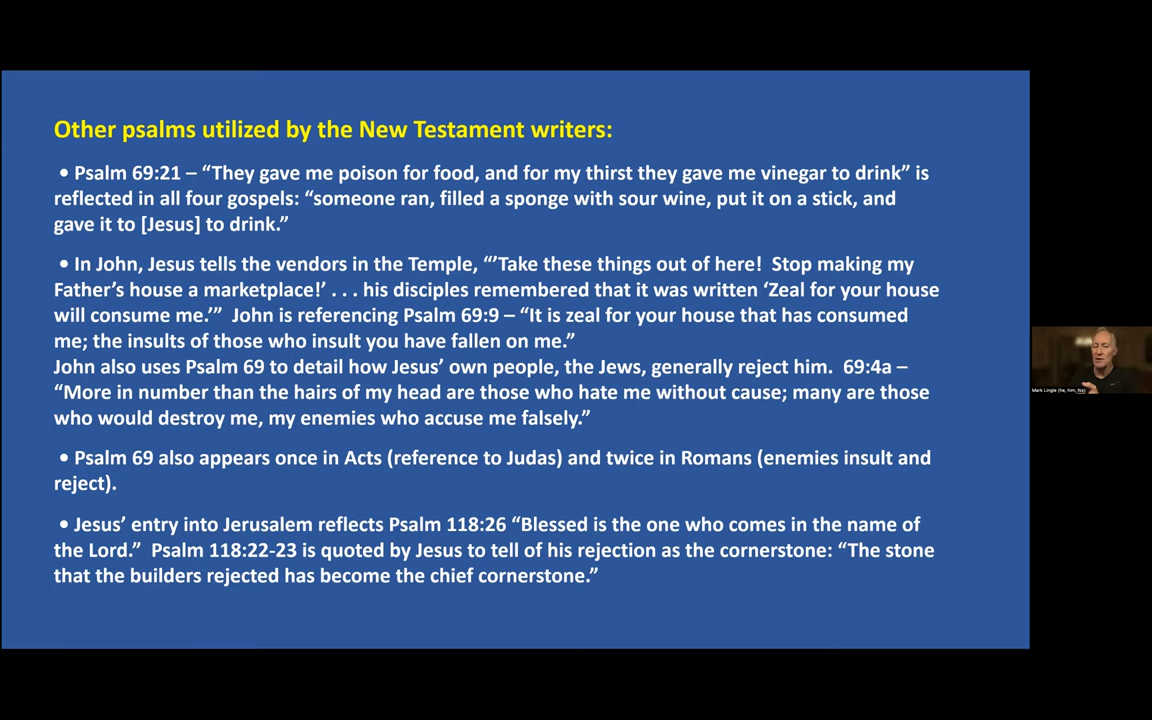 Other psalms utilized by the New Testament writers:
• Psalm 69:21 – “They gave me poison for food, and for my thirst they gave me vinegar to drink” is
reflected in all four gospels: “someone ran, filled a sponge with sour wine, put it on a stick, and
gave it to [Jesus] to drink.”
• In John, Jesus tells the vendors in the Temple, “’Take these things out of here!  Stop making my
Father’s house a marketplace!’ . . . his disciples remembered that it was written ‘Zeal for your house
will consume me.’”  John is referencing Psalm 69:9 – “It is zeal for your house that has consumed
me; the insults of those who insult you have fallen on me.”
John also uses Psalm 69 to detail how Jesus’ own people, the Jews, generally reject him.  69:4a –
“More in number than the hairs of my head are those who hate me without cause; many are those
who would destroy me, my enemies who accuse me falsely.”
• Psalm 69 also appears once in Acts (reference to Judas) and twice in Romans (enemies insult and
reject).
• Jesus’ entry into Jerusalem reflects Psalm 118:26 “Blessed is the one who comes in the name of
the Lord.”  Psalm 118:22-23 is quoted by Jesus to tell of his rejection as the cornerstone: “The stone
that the builders rejected has become the chief cornerstone.”
Mark Lingle (he, him, his)